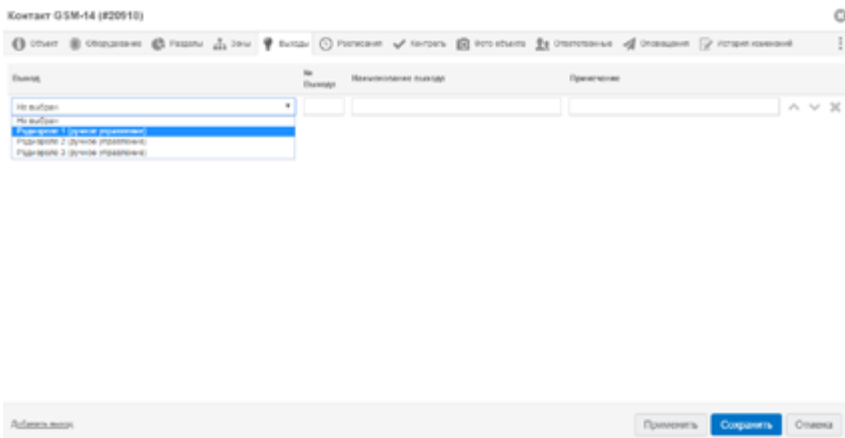 Контакт GSM-14 (#20910)
Объект Оборудование Разделы Зоны Выходы Расписания Контроль Фото объекта Ответственные Оповещения История изменений
Выход № Выхода Наименование выхода Примечание
Не выбран
Не выбран
Радиореле 1 (ручное управление)
Радиореле 2 (ручное управление)
Радиореле 3 (ручное управление)
Добавить выход Применить Сохранить Отмена